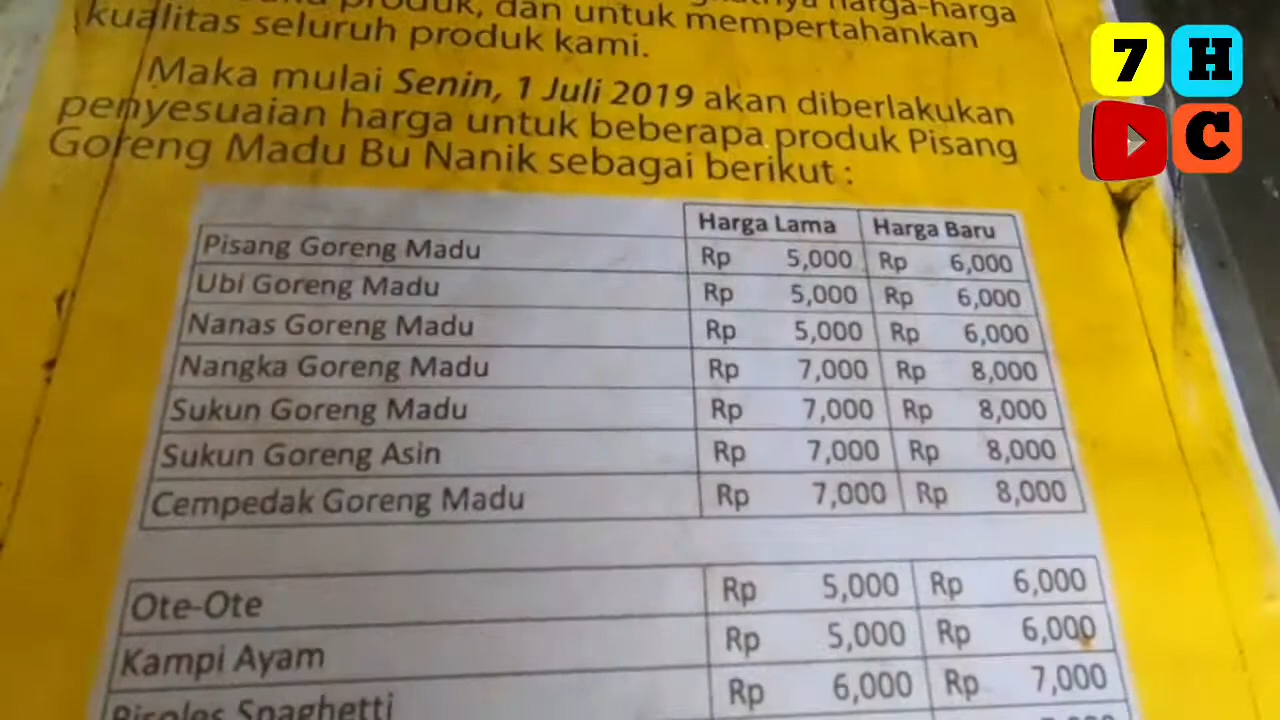 produk, dan untuk mempertahankan
kualitas seluruh produk kami.
Maka mulai Senin, 1 Juli 2019 akan diberlakukan
penyesuaian harga untuk beberapa produk Pisang
Goreng Madu Bu Nanik sebagai berikut :
Harga Lama Harga Baru
Pisang Goreng Madu Rp 5,000 Rp 6,000
Ubi Goreng Madu Rp 5,000 Rp 6,000
Nanas Goreng Madu Rp 5,000 Rp 6,000
Nangka Goreng Madu Rp 7,000 Rp 8,000
Sukun Goreng Madu Rp 7,000 Rp 8,000
Sukun Goreng Asin Rp 7,000 Rp 8,000
Cempedak Goreng Madu Rp 7,000 Rp 8,000
Ote-Ote Rp 5,000 Rp 6,000
Kampi Ayam Rp 5,000 Rp 6,000
Risoles Spaghetti Rp 6,000 Rp 7,000
7 H
C